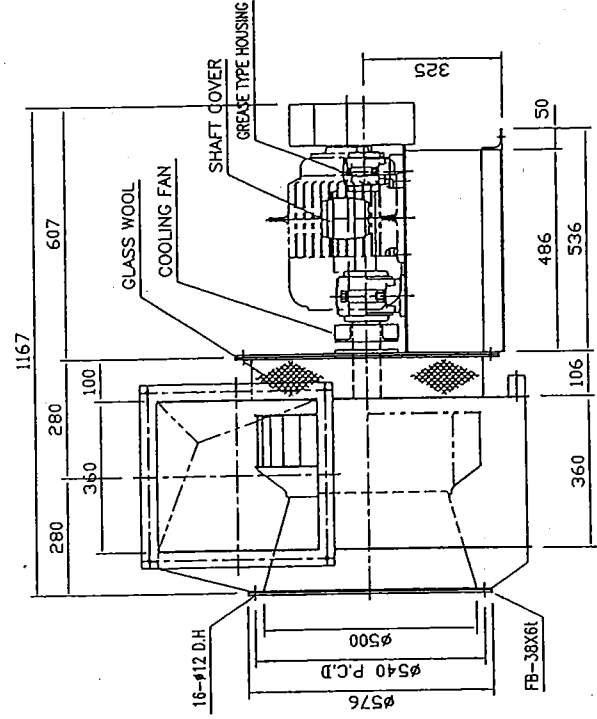 1167
280
280
607
360
100
GLASS WOOL
COOLING FAN
SHAFT COVER
GREASE TYPE HOUSING
325
50
486
536
106
360
16-ø12 D.H
ø500
ø540 P.C.D
ø576
FB-38X6t